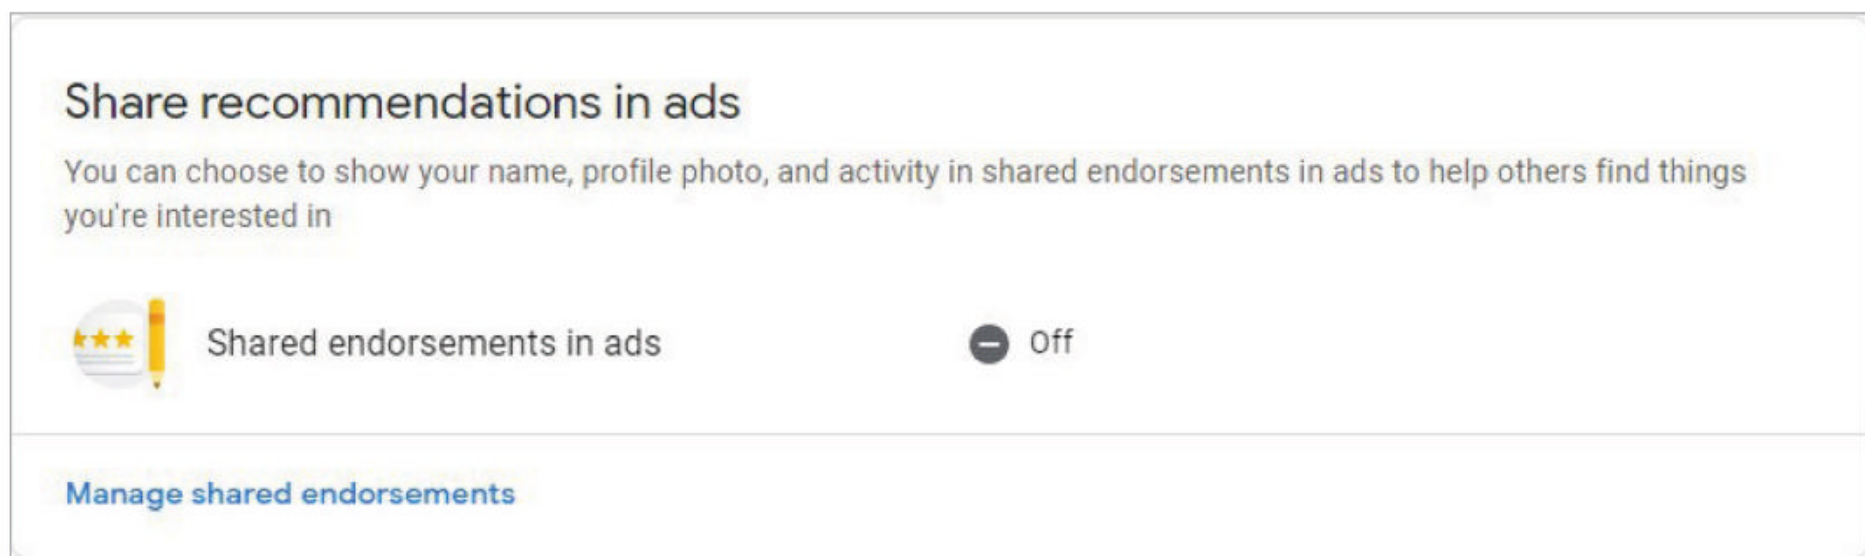 Share recommendations in ads
You can choose to show your name, profile photo, and activity in shared endorsements in ads to help others find things
you're interested in
Shared endorsements in ads
Off
Manage shared endorsements